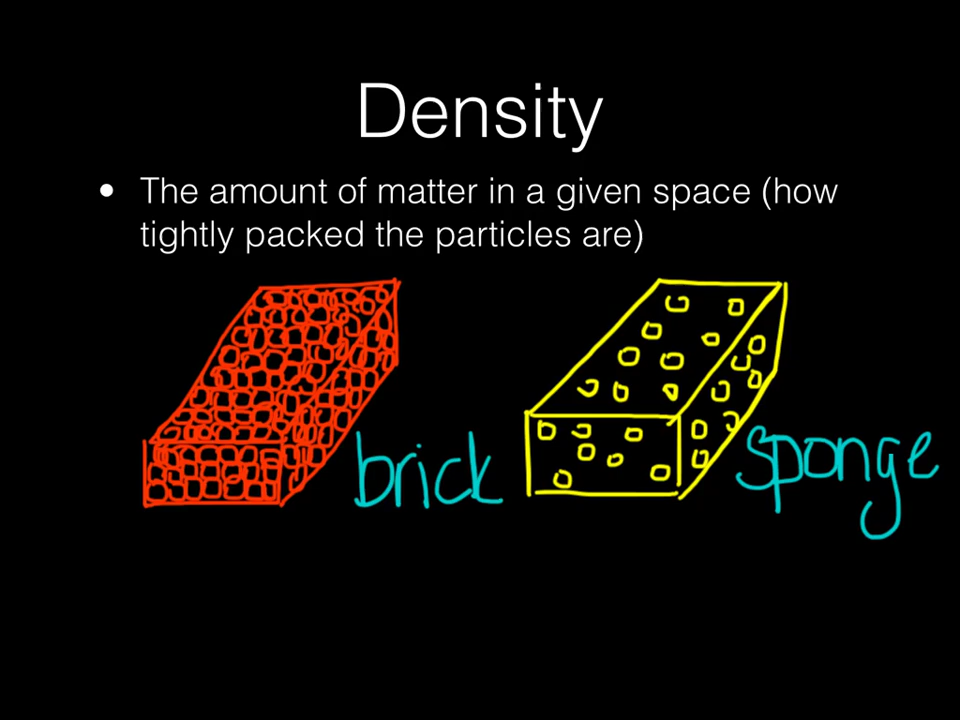 Density
• The amount of matter in a given space (how
tightly packed the particles are)
brick
sponge